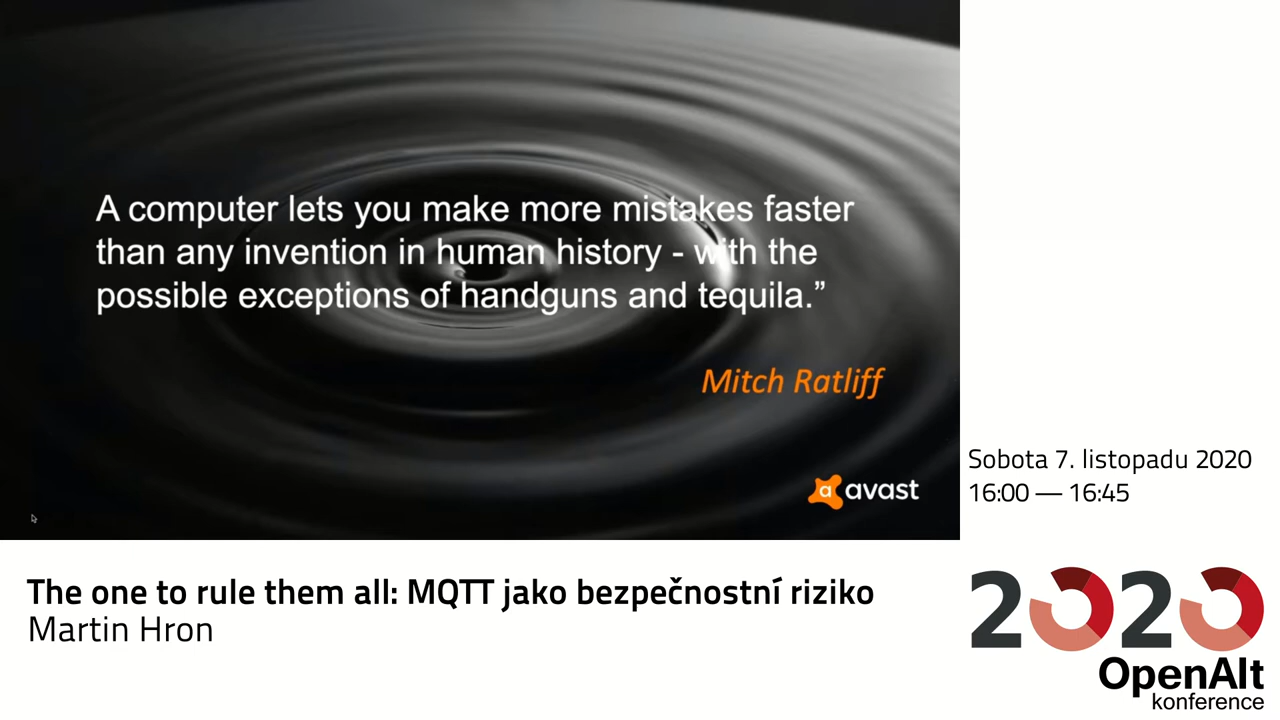 A computer lets you make more mistakes faster
than any invention in human history - with the
possible exceptions of handguns and tequila.”
Mitch Ratliff
avast
Sobota 7. listopadu 2020
16:00 — 16:45
The one to rule them all: MQTT jako bezpečnostní riziko
Martin Hron
2020
OpenAlt
konference